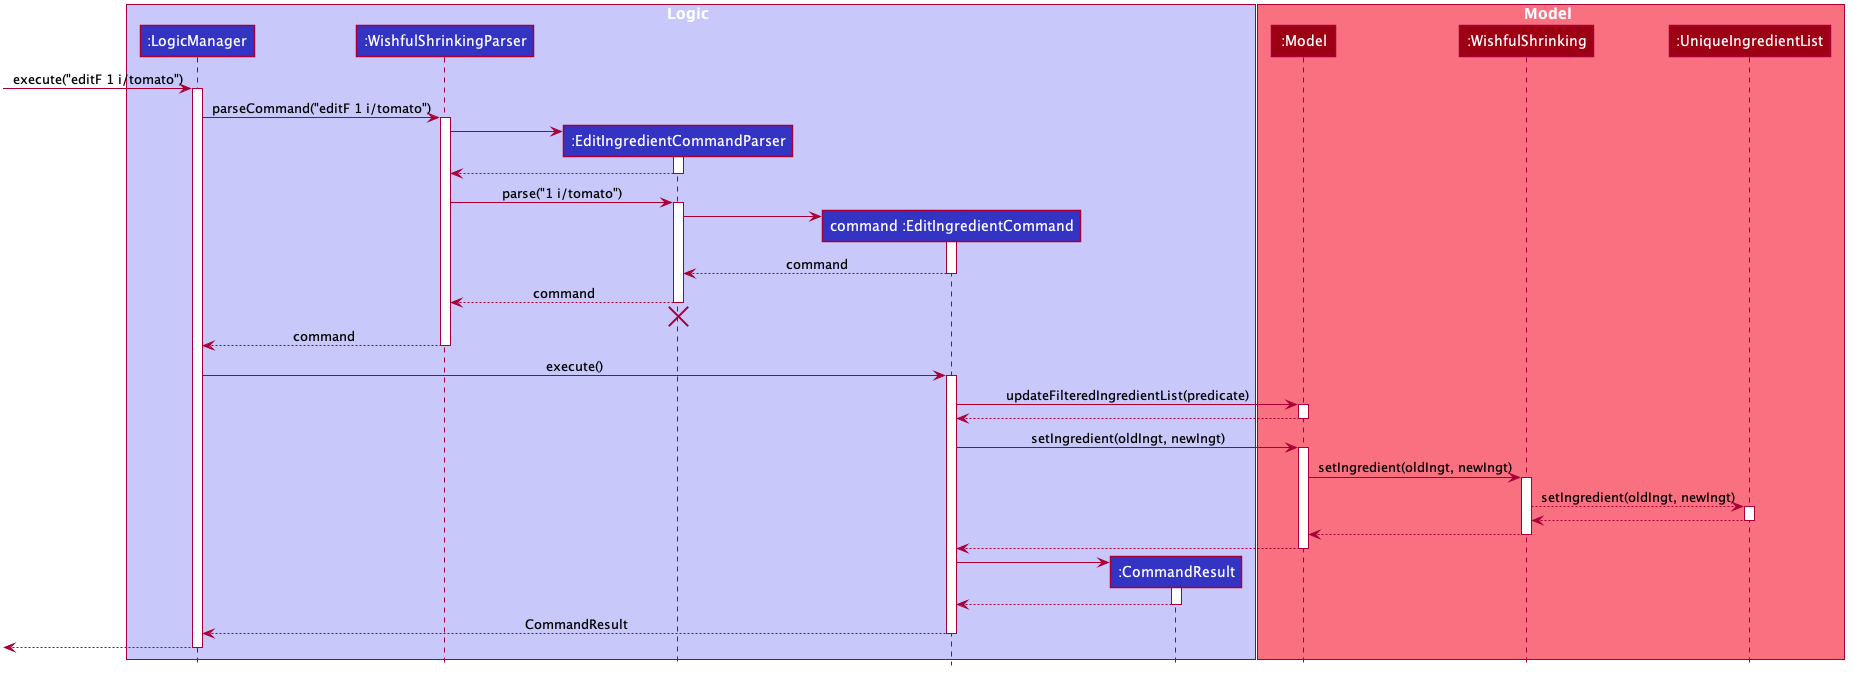 Logic
Model
:LogicManager
:WishfulShrinkingParser
:Model
:WishfulShrinking
:UniqueIngredientList
execute("editF 1 i/tomato")
parseCommand("editF 1 i/tomato")
:EditIngredientCommandParser
parse("1 i/tomato")
command :EditIngredientCommand
command
command
command
execute()
updateFilteredIngredientList(predicate)
setIngredient(oldIngt, newIngt)
setIngredient(oldIngt, newIngt)
setIngredient(oldIngt, newIngt)
:CommandResult
CommandResult